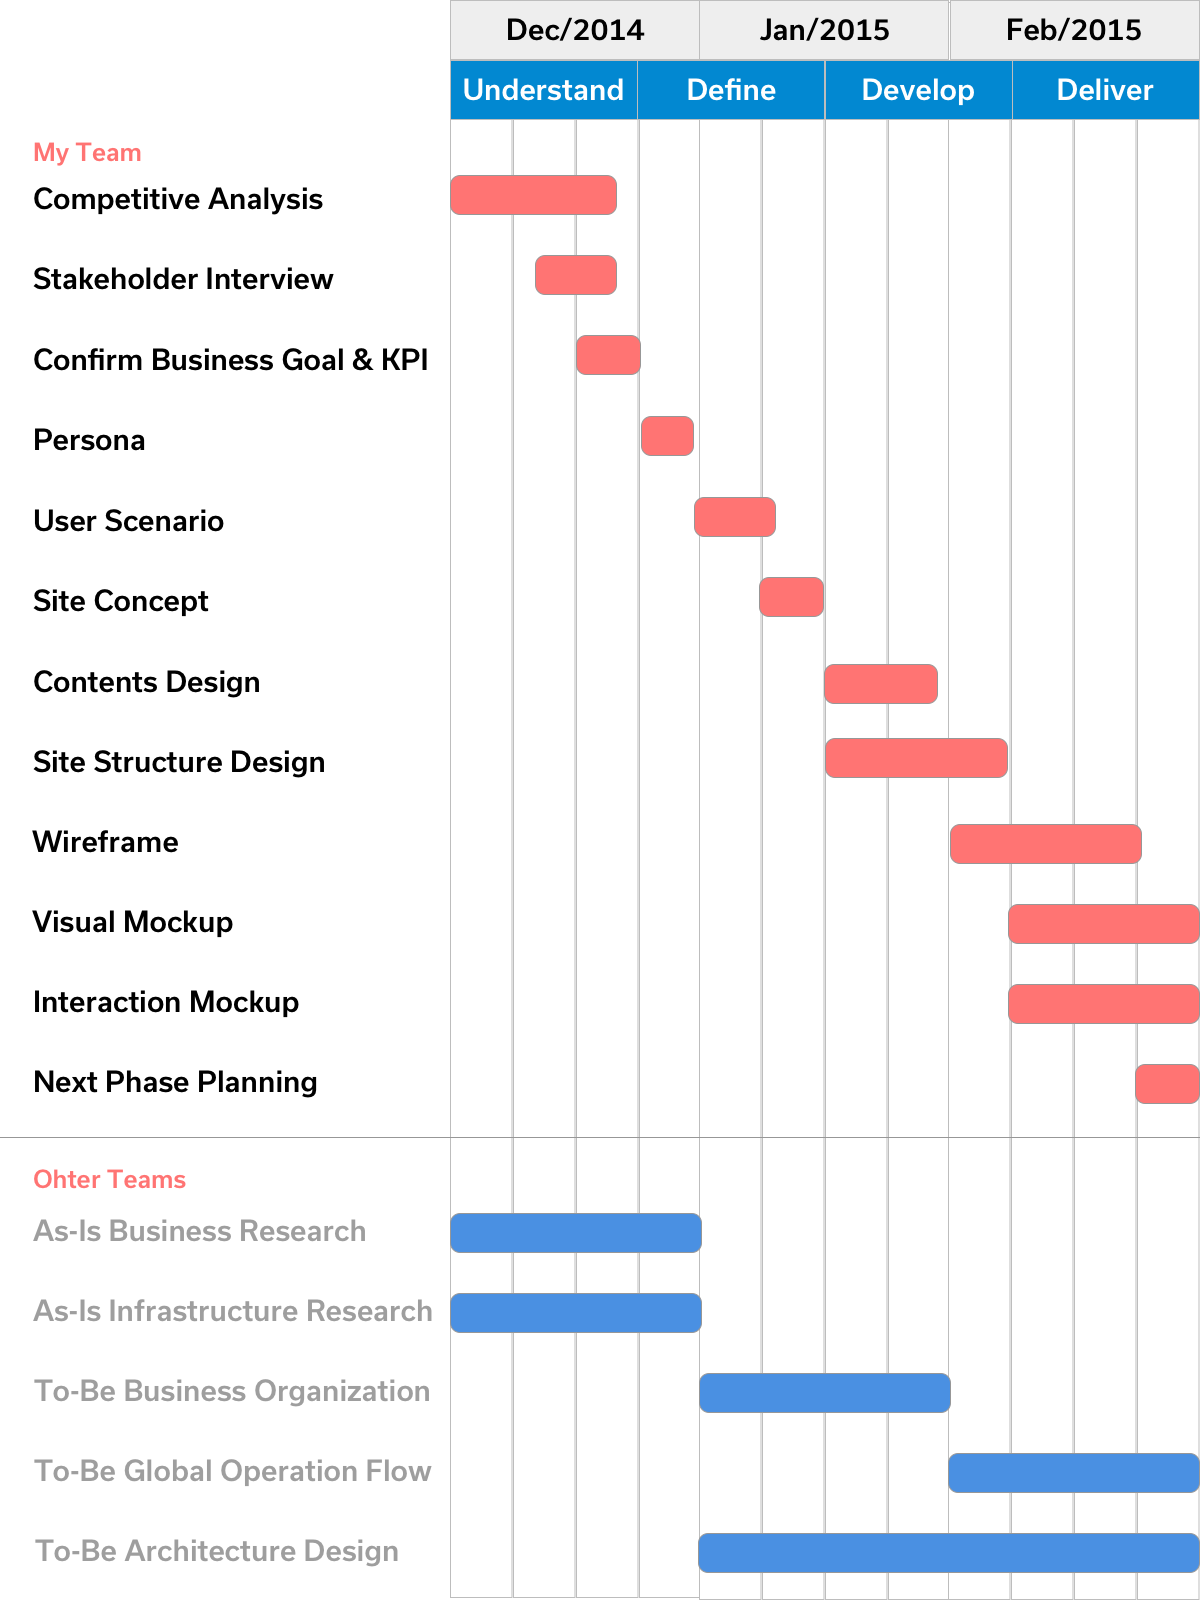 Dec/2014 Jan/2015 Feb/2015
Understand Define Develop Deliver
My Team
Competitive Analysis
Stakeholder Interview
Confirm Business Goal & KPI
Persona
User Scenario
Site Concept
Contents Design
Site Structure Design
Wireframe
Visual Mockup
Interaction Mockup
Next Phase Planning
Ohter Teams
As-Is Business Research
As-Is Infrastructure Research
To-Be Business Organization
To-Be Global Operation Flow
To-Be Architecture Design